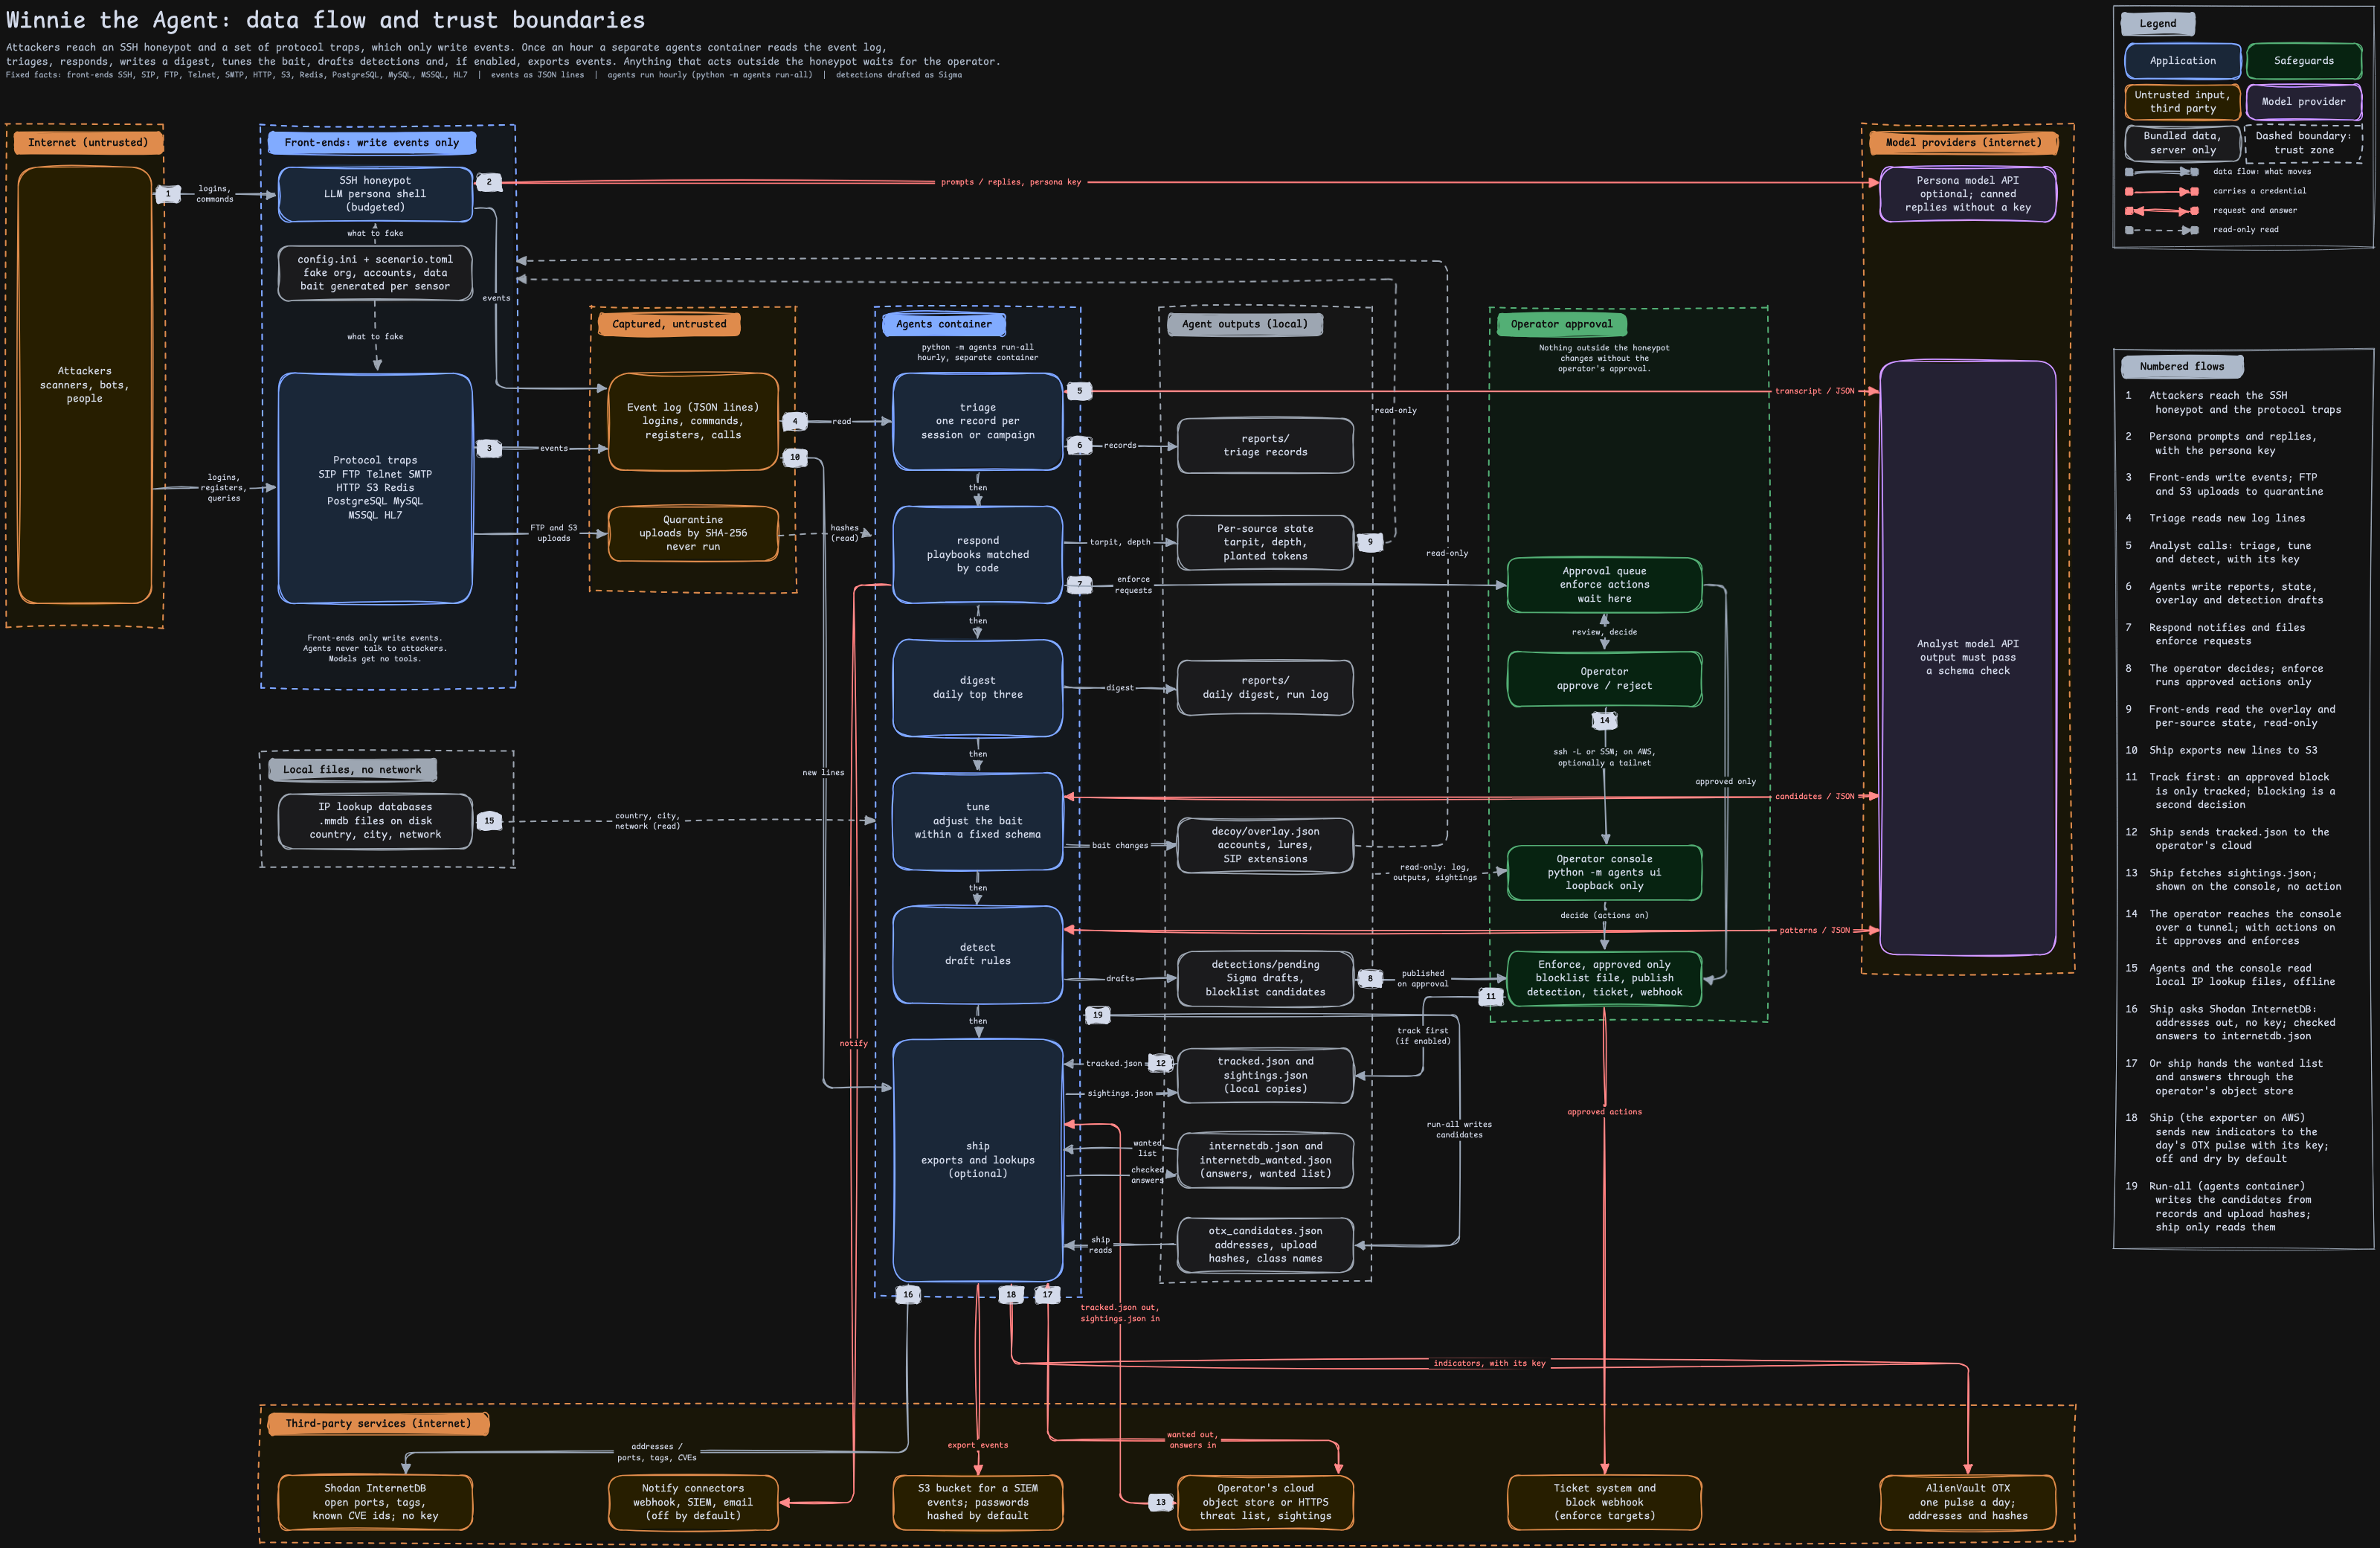 Winnie the Agent: data flow and trust boundaries
Attackers reach an SSH honeypot and a set of protocol traps, which only write events. Once an hour a separate agents container reads the event log,
triages, responds, writes a digest, tunes the bait, drafts detections and, if enabled, exports events. Anything that acts outside the honeypot waits for the operator.
Fixed facts: front-ends SSH, SIP, FTP, Telnet, SMTP, HTTP, S3, Redis, PostgreSQL, MySQL, MSSQL, HL7 | events as JSON lines | agents run hourly (python -m agents run-all) | detections drafted as Sigma
Legend
Application
Safeguards
Untrusted input,
third party
Model provider
Bundled data,
server only
Dashed boundary:
trust zone
data flow: what moves
carries a credential
request and answer
read-only read
Internet (untrusted)
Attackers
scanners, bots,
people
1
logins,
commands
logins,
registers,
queries
Front-ends: write events only
SSH honeypot
LLM persona shell
(budgeted)
2
prompts / replies, persona key
what to fake
config.ini + scenario.toml
fake org, accounts, data
bait generated per sensor
what to fake
events
Protocol traps
SIP FTP Telnet SMTP
HTTP S3 Redis
PostgreSQL MySQL
MSSQL HL7
3
events
FTP and S3
uploads
Front-ends only write events.
Agents never talk to attackers.
Models get no tools.
Local files, no network
IP lookup databases
.mmdb files on disk
country, city, network
15
country, city,
network (read)
Captured, untrusted
Event log (JSON lines)
logins, commands,
registers, calls
4
read
10
Quarantine
uploads by SHA-256
never run
hashes
(read)
new lines
notify
Agents container
python -m agents run-all
hourly, separate container
triage
one record per
session or campaign
5
transcript / JSON
6
records
then
respond
playbooks matched
by code
tarpit, depth
7
enforce
requests
then
digest
daily top three
digest
then
tune
adjust the bait
within a fixed schema
candidates / JSON
bait changes
then
detect
draft rules
patterns / JSON
drafts
then
19
ship
exports and lookups
(optional)
tracked.json
12
sightings.json
wanted
list
checked
answers
ship
reads
16
18
17
Agent outputs (local)
reports/
triage records
Per-source state
tarpit, depth,
planted tokens
9
read-only
read-only
reports/
daily digest, run log
decoy/overlay.json
accounts, lures,
SIP extensions
read-only: log,
outputs, sightings
detections/pending
Sigma drafts,
blocklist candidates
8
published
on approval
11
track first
(if enabled)
tracked.json and
sightings.json
(local copies)
internetdb.json and
internetdb_wanted.json
(answers, wanted list)
run-all writes
candidates
otx_candidates.json
addresses, upload
hashes, class names
Operator approval
Nothing outside the honeypot
changes without the
operator's approval.
Approval queue
enforce actions
wait here
review, decide
Operator
approve / reject
14
ssh -L or SSM; on AWS,
optionally a tailnet
approved only
Operator console
python -m agents ui
loopback only
decide (actions on)
Enforce, approved only
blocklist file, publish
detection, ticket, webhook
approved actions
Model providers (internet)
Persona model API
optional; canned
replies without a key
Analyst model API
output must pass
a schema check
tracked.json out,
sightings.json in
indicators, with its key
Third-party services (internet)
addresses /
ports, tags, CVEs
export events
wanted out,
answers in
Shodan InternetDB
open ports, tags,
known CVE ids; no key
Notify connectors
webhook, SIEM, email
(off by default)
S3 bucket for a SIEM
events; passwords
hashed by default
13
Operator's cloud
object store or HTTPS
threat list, sightings
Ticket system and
block webhook
(enforce targets)
AlienVault OTX
one pulse a day;
addresses and hashes
Numbered flows
1 Attackers reach the SSH
honeypot and the protocol traps
2 Persona prompts and replies,
with the persona key
3 Front-ends write events; FTP
and S3 uploads to quarantine
4 Triage reads new log lines
5 Analyst calls: triage, tune
and detect, with its key
6 Agents write reports, state,
overlay and detection drafts
7 Respond notifies and files
enforce requests
8 The operator decides; enforce
runs approved actions only
9 Front-ends read the overlay and
per-source state, read-only
10 Ship exports new lines to S3
11 Track first: an approved block
is only tracked; blocking is a
second decision
12 Ship sends tracked.json to the
operator's cloud
13 Ship fetches sightings.json;
shown on the console, no action
14 The operator reaches the console
over a tunnel; with actions on
it approves and enforces
15 Agents and the console read
local IP lookup files, offline
16 Ship asks Shodan InternetDB:
addresses out, no key; checked
answers to internetdb.json
17 Or ship hands the wanted list
and answers through the
operator's object store
18 Ship (the exporter on AWS)
sends new indicators to the
day's OTX pulse with its key;
off and dry by default
19 Run-all (agents container)
writes the candidates from
records and upload hashes;
ship only reads them